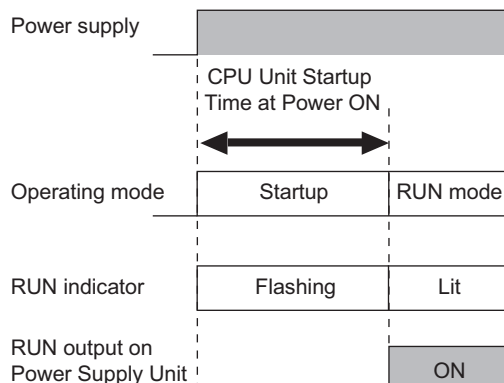 Power supply
CPU Unit Startup
Time at Power ON
Operating mode
Startup
RUN mode
RUN indicator
Flashing
Lit
RUN output on
Power Supply Unit
ON